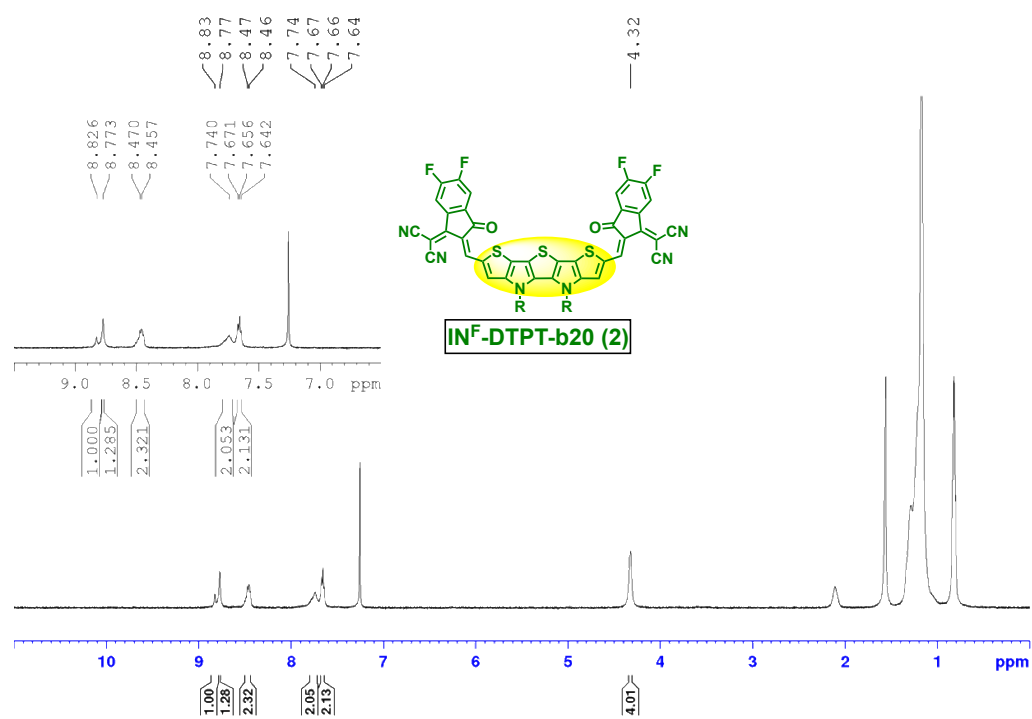 8.83 8.77 8.47 8.46 7.74 7.67 7.66 7.64 4.32
8.826 8.773 8.470 8.457 7.740 7.671 7.656 7.642
F F F F
O O
CN CN CN CN
S S S
N N
R R
IN^F-DTPT-b20 (2)
9.0 8.5 8.0 7.5 7.0 ppm
1.000 1.285 2.321 2.053 2.131
10 9 8 7 6 5 4 3 2 1 ppm
1.00 1.28 2.32 2.05 2.13 4.01